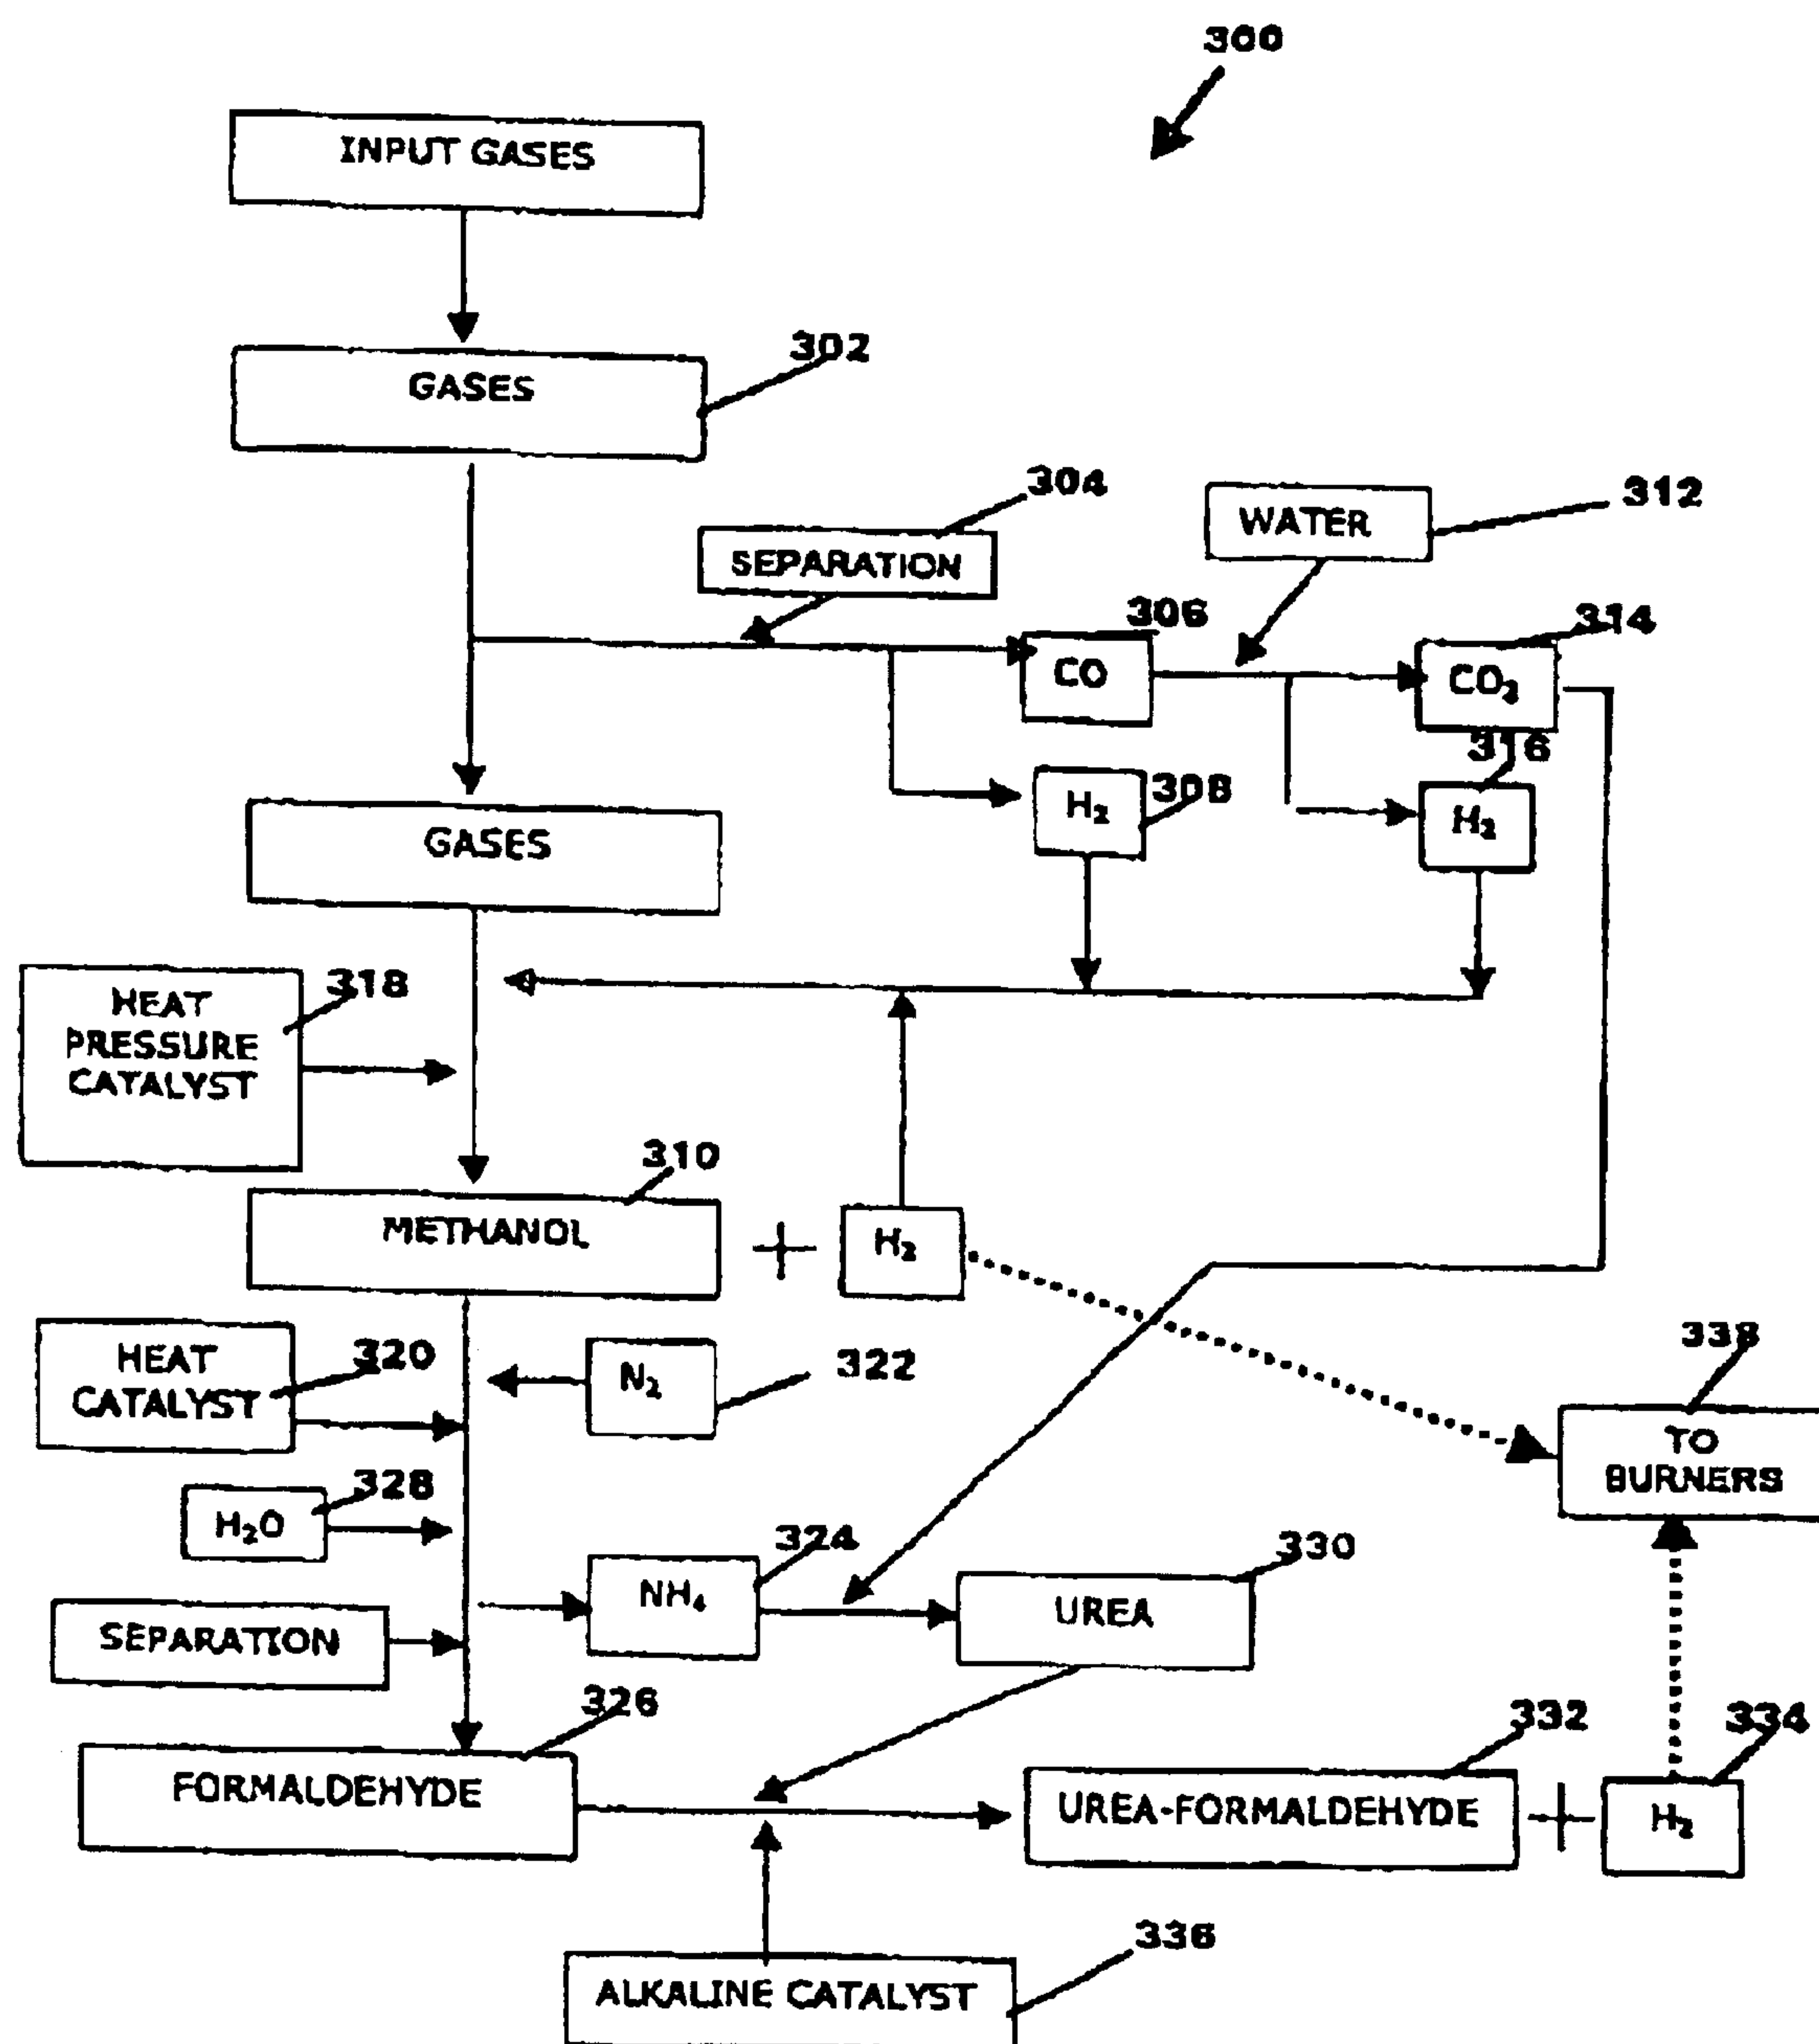 300
INPUT GASES
302
GASES
304
SEPARATION
312
WATER
306
CO
314
CO₂
308
H₂
316
H₂
GASES
318
HEAT
PRESSURE
CATALYST
310
METHANOL
+
H₂
320
HEAT
CATALYST
N₂
322
338
TO
BURNERS
328
H₂O
324
NH₄
330
UREA
SEPARATION
326
FORMALDEHYDE
332
UREA-FORMALDEHYDE
+
334
H₂
336
ALKALINE CATALYST